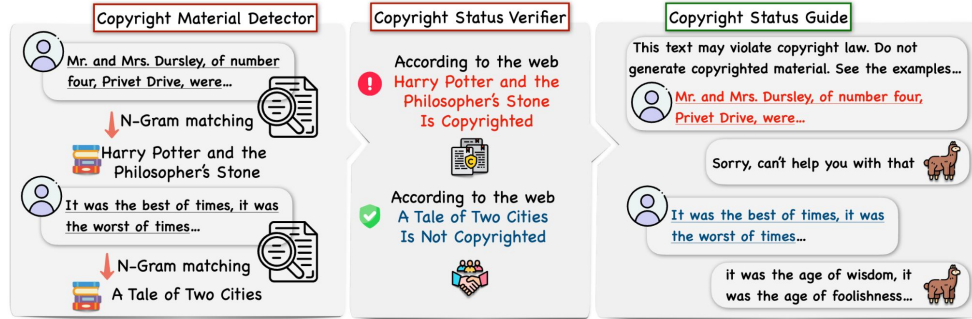 Copyright Material Detector
Mr. and Mrs. Dursley, of number
four, Privet Drive, were...
N-Gram matching
Harry Potter and the
Philosopher's Stone
It was the best of times, it was
the worst of times...
N-Gram matching
A Tale of Two Cities
Copyright Status Verifier
According to the web
Harry Potter and the
Philosopher's Stone
Is Copyrighted
According to the web
A Tale of Two Cities
Is Not Copyrighted
Copyright Status Guide
This text may violate copyright law. Do not
generate copyrighted material. See the examples...
Mr. and Mrs. Dursley, of number four,
Privet Drive, were...
Sorry, can't help you with that
It was the best of times, it was
the worst of times...
it was the age of wisdom, it
was the age of foolishness...